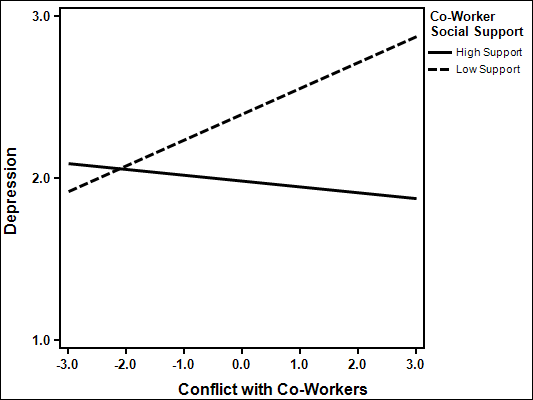 Co-Worker
Social Support
High Support
Low Support
3.0
2.0
1.0
Depression
-3.0 -2.0 -1.0 0.0 1.0 2.0 3.0
Conflict with Co-Workers